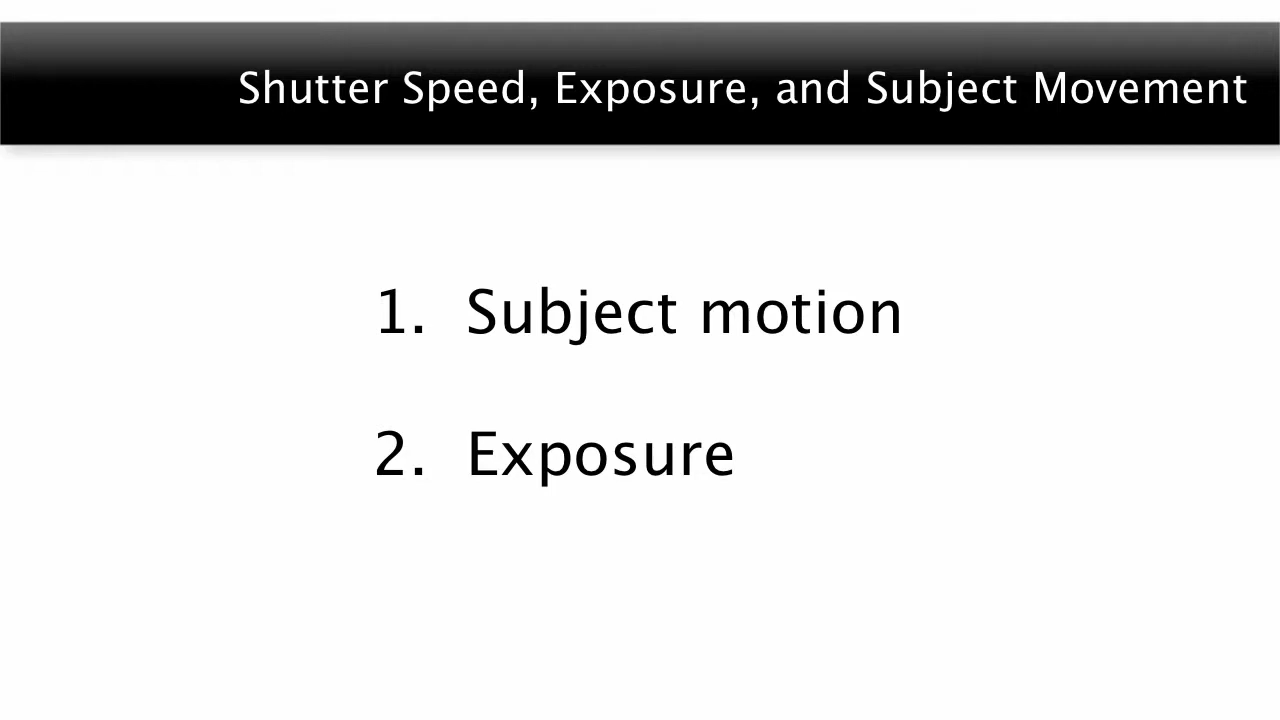 Shutter Speed, Exposure, and Subject Movement
1. Subject motion
2. Exposure